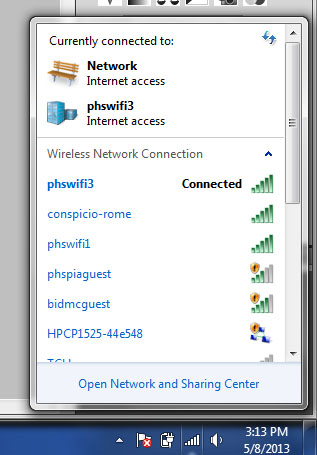 Currently connected to:
Network
Internet access
phswifi3
Internet access
Wireless Network Connection
phswifi3 Connected
conspicio-rome
phswifi1
phspiaguest
bidmcguest
HPCP1525-44e548
Open Network and Sharing Center
3:13 PM
5/8/2013